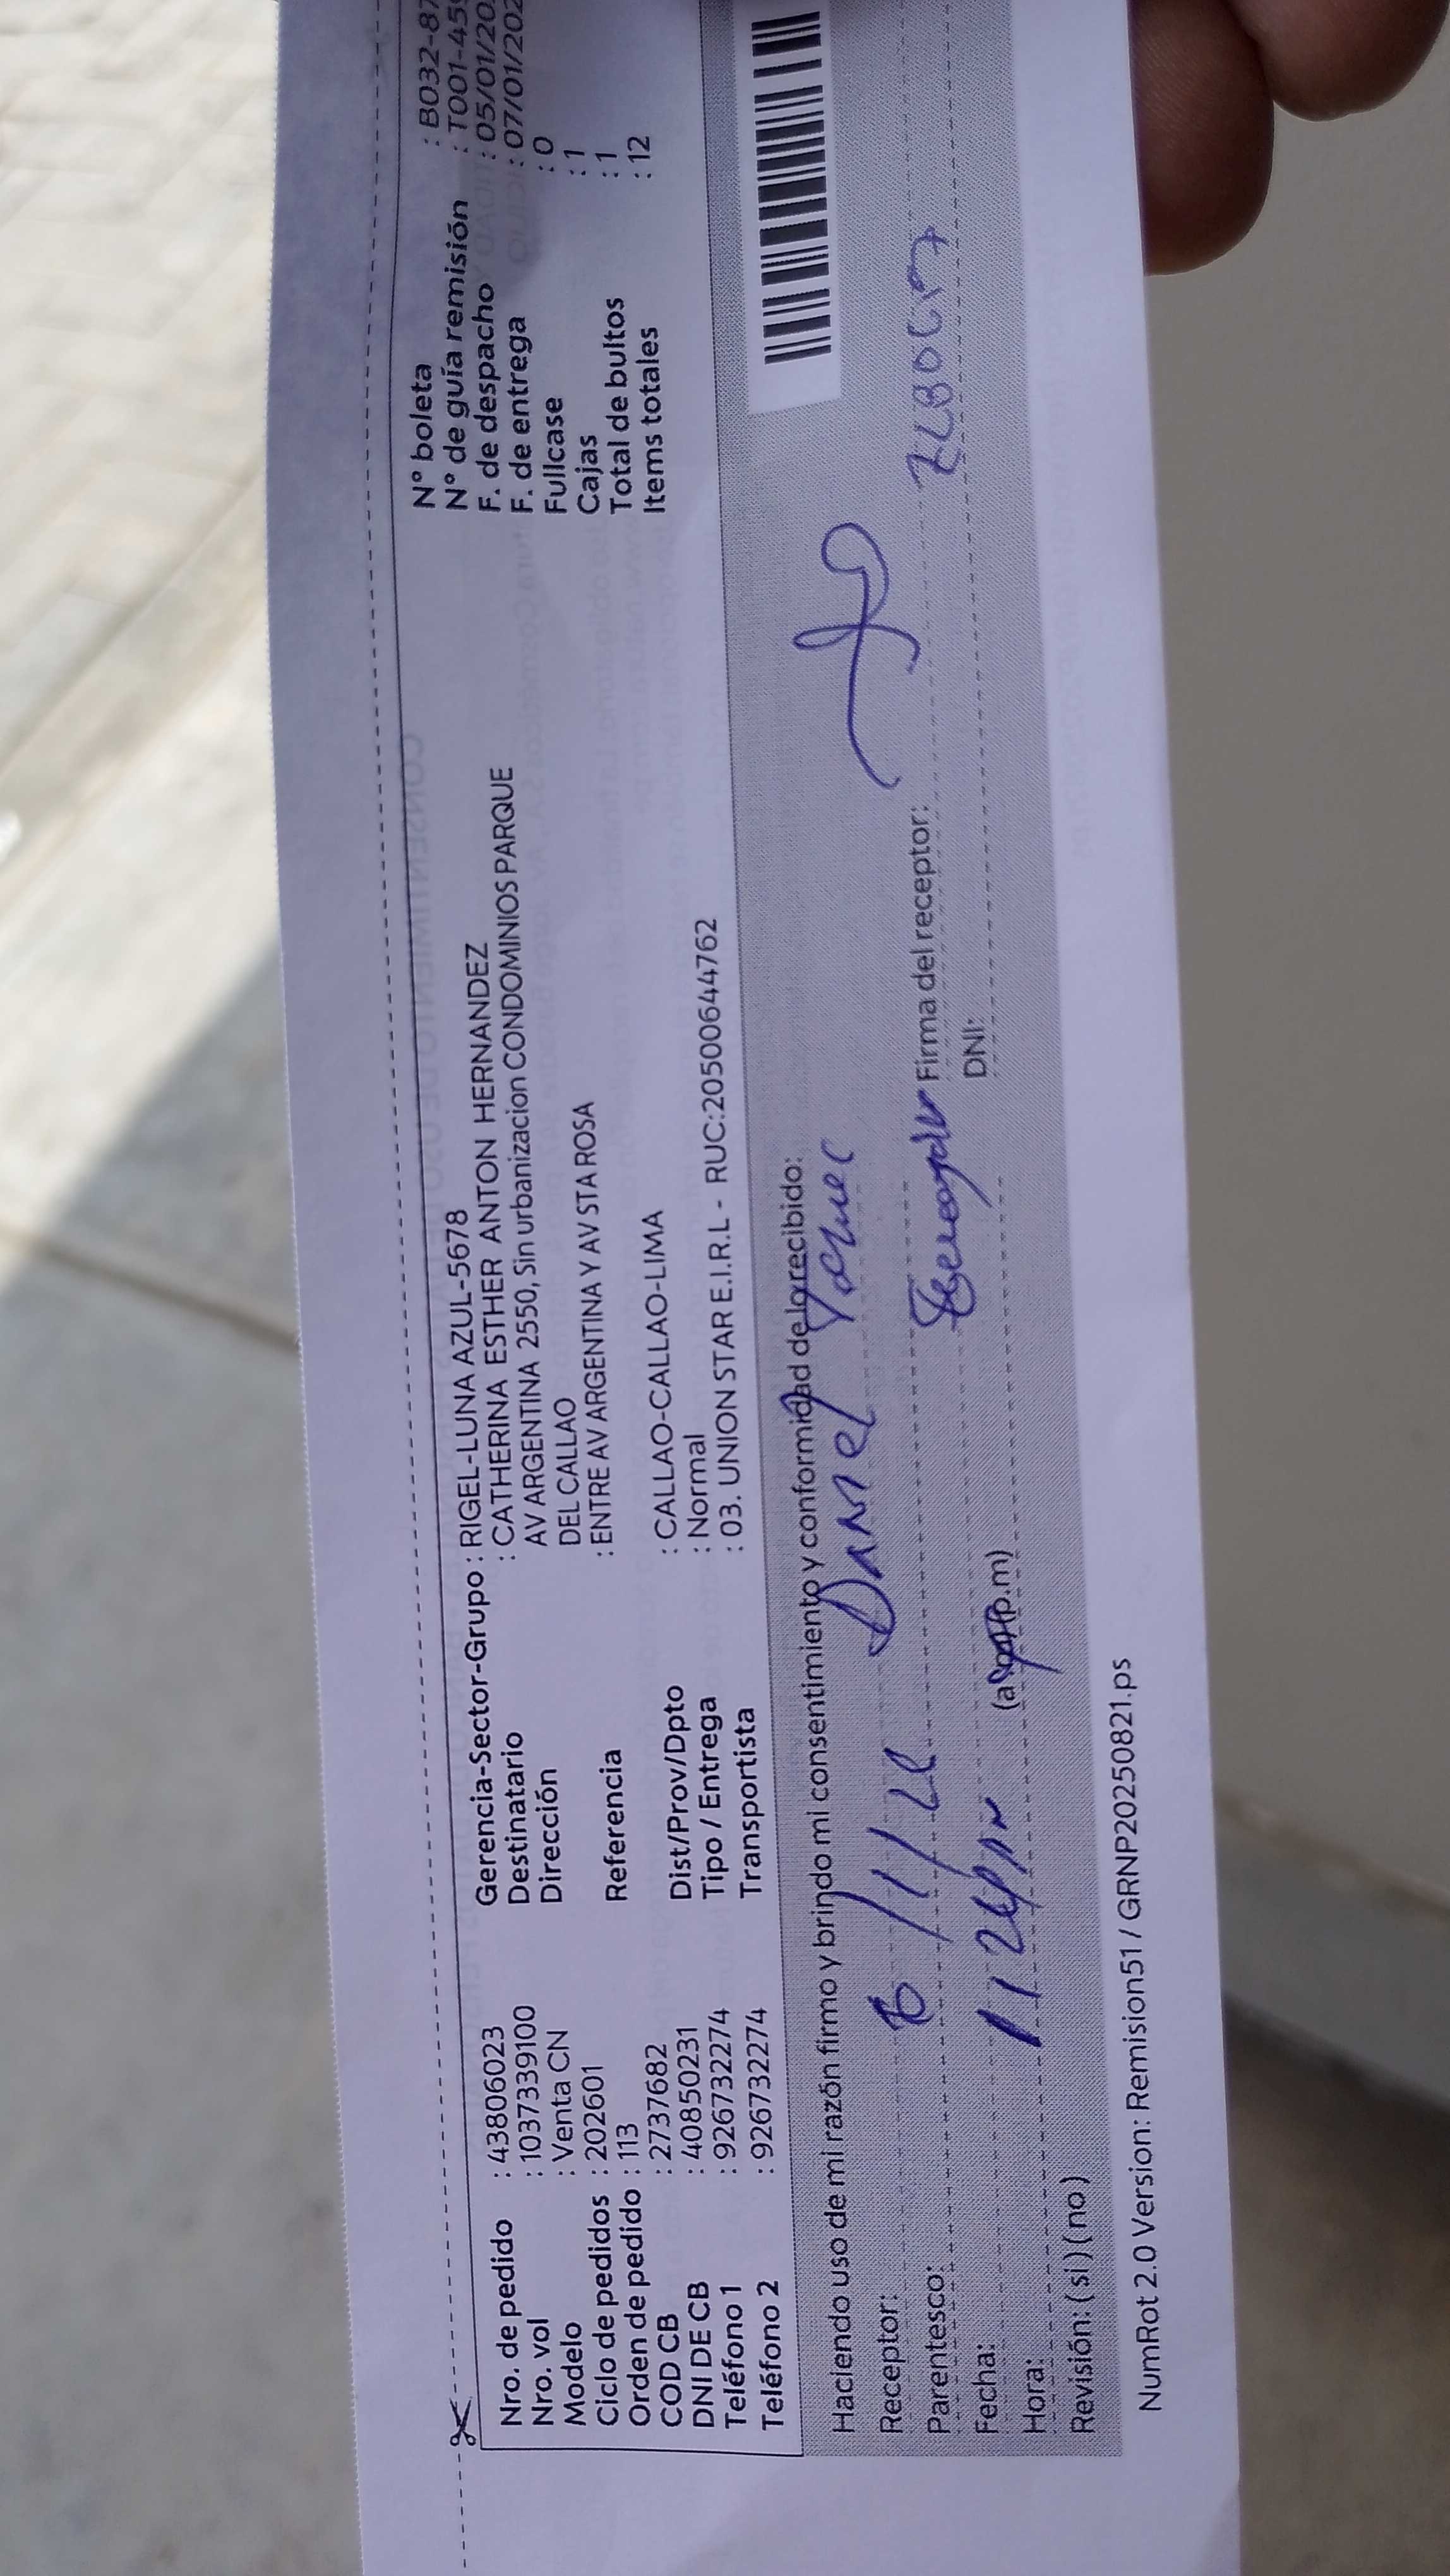 Nro. de pedido : 43806023
Nro. vol : 1037339100
Modelo : Venta CN
Ciclo de pedidos : 202601
Orden de pedido : 113
COD CB : 2737682
DNI DE CB : 40850231
Teléfono 1 : 926732274
Teléfono 2 : 926732274
Gerencia-Sector-Grupo : RIGEL-LUNA AZUL-5678
Destinatario : CATHERINA ESTHER ANTON HERNANDEZ
Dirección AV ARGENTINA 2550, Sin urbanizacion CONDOMINIOS PARQUE
DEL CALLAO
Referencia : ENTRE AV ARGENTINA Y AV STA ROSA
Dist/Prov/Dpto : CALLAO-CALLAO-LIMA
Tipo / Entrega : Normal
Transportista : 03. UNION STAR E.I.R.L - RUC:20500644762
N° boleta : B032-87
N° de guía remisión : T001-45
F. de despacho : 05/01/20
F. de entrega : 07/01/202
Fullcase : 0
Cajas : 1
Total de bultos : 1
Items totales : 12
Haciendo uso de mi razón firmo y brindo mi consentimiento y conformidad de lo recibido:
Receptor: Daniel
Parentesco: Firma del receptor:
Fecha: DNI:
Hora: (a.m/p.m)
Revisión: ( si ) ( no )
NumRot 2.0 Version: Remision51 / GRNP20250821.ps